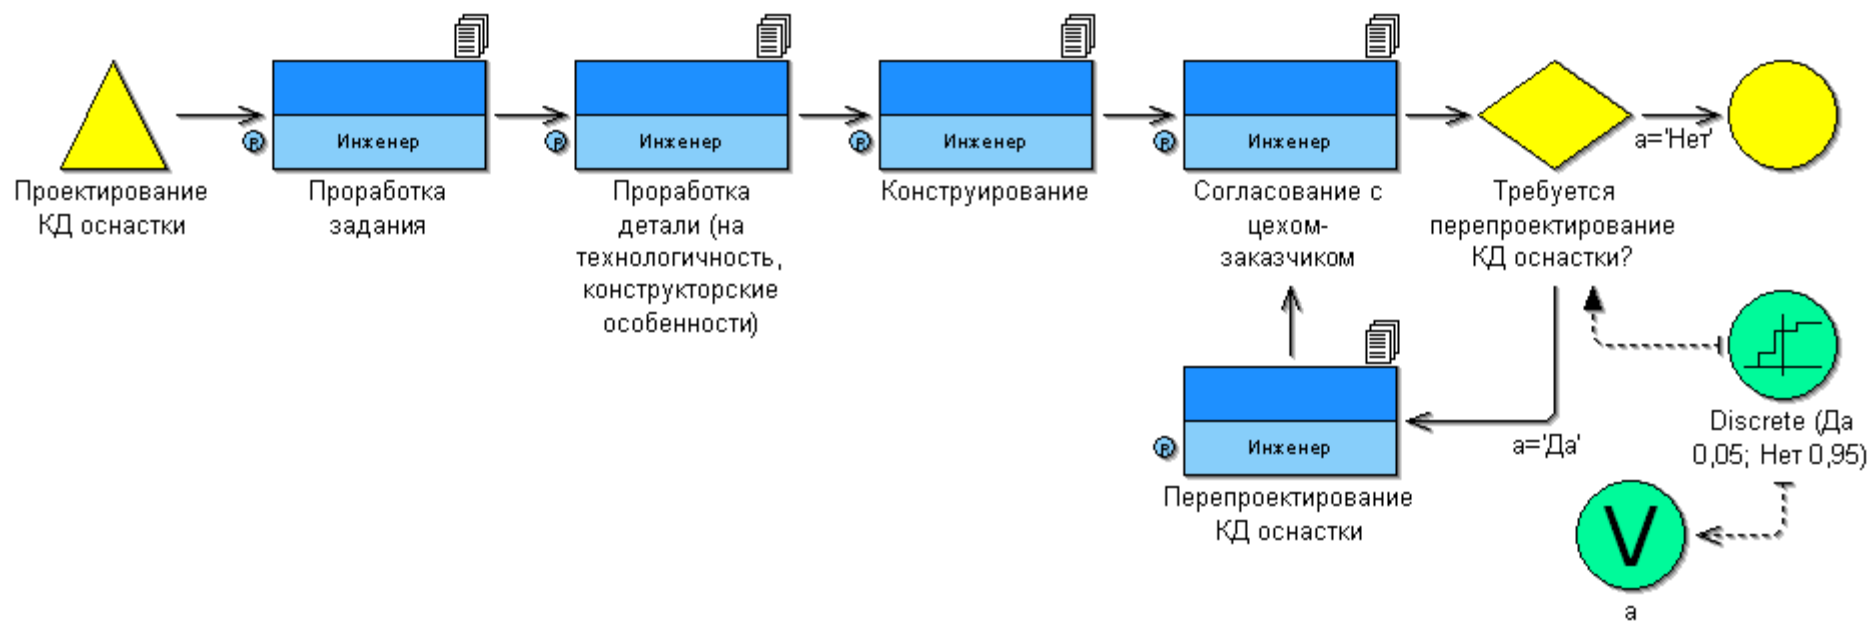 Инженер
Инженер
Инженер
Инженер
a='Нет'
Проектирование
КД оснастки
Проработка
задания
Проработка
детали (на
технологичность,
конструкторские
особенности)
Конструирование
Согласование с
цехом-
заказчиком
Требуется
перепроектирование
КД оснастки?
Инженер
a='Да'
Перепроектирование
КД оснастки
Discrete (Да
0,05; Нет 0,95)
V
a
P
P
P
P
P